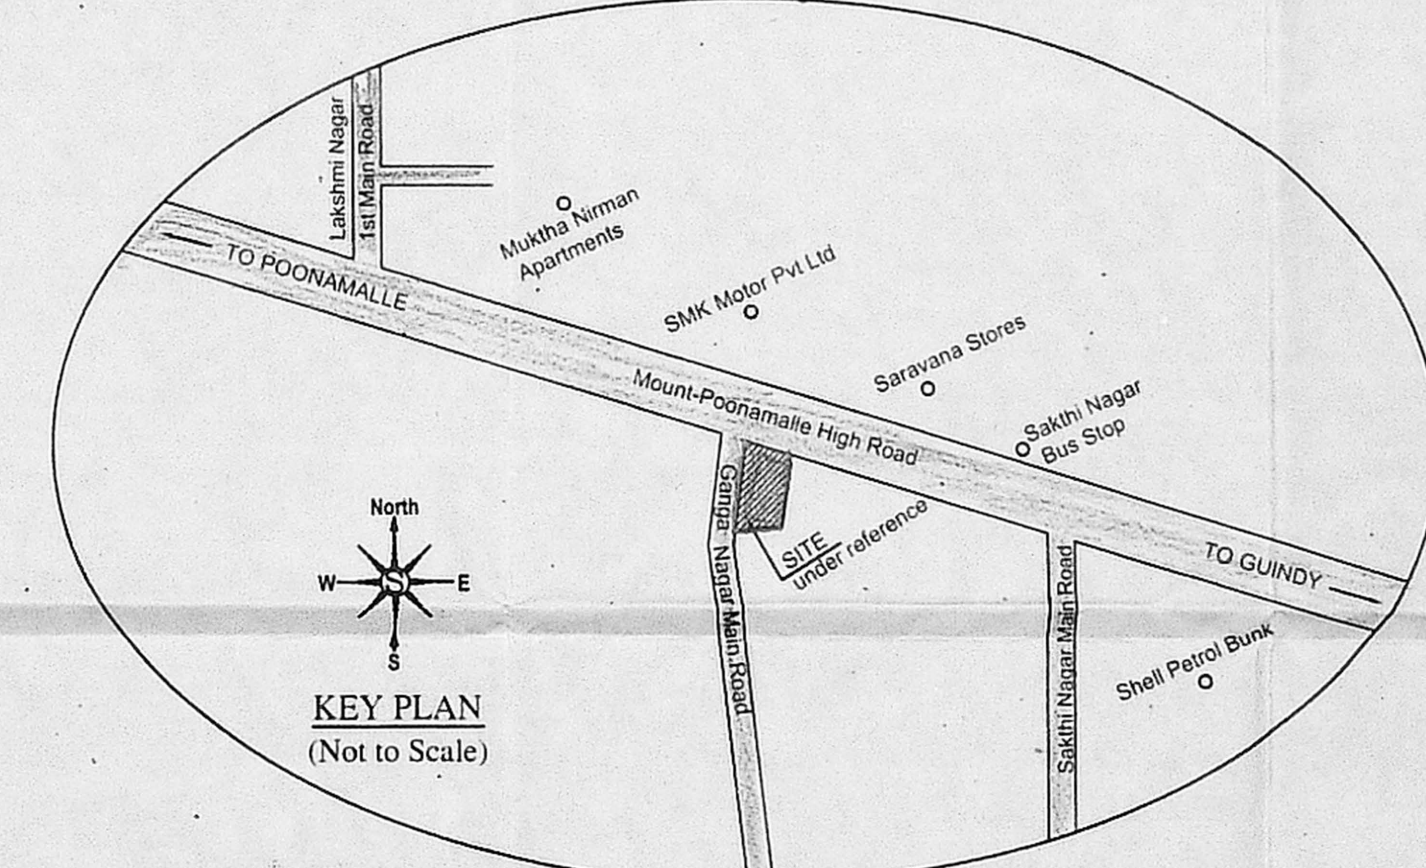 Lakshmi Nagar
1st Main Road
Muktha Nirman
Apartments
TO POONAMALLE
SMK Motor Pvt Ltd
Saravana Stores
Mount-Poonamalle High Road
Sakthi Nagar
Bus Stop
Ganga Nagar Main Road
SITE
under reference
TO GUINDY
Sakthi Nagar Main Road
Shell Petrol Bunk
North
W
S
E
S
KEY PLAN
(Not to Scale)